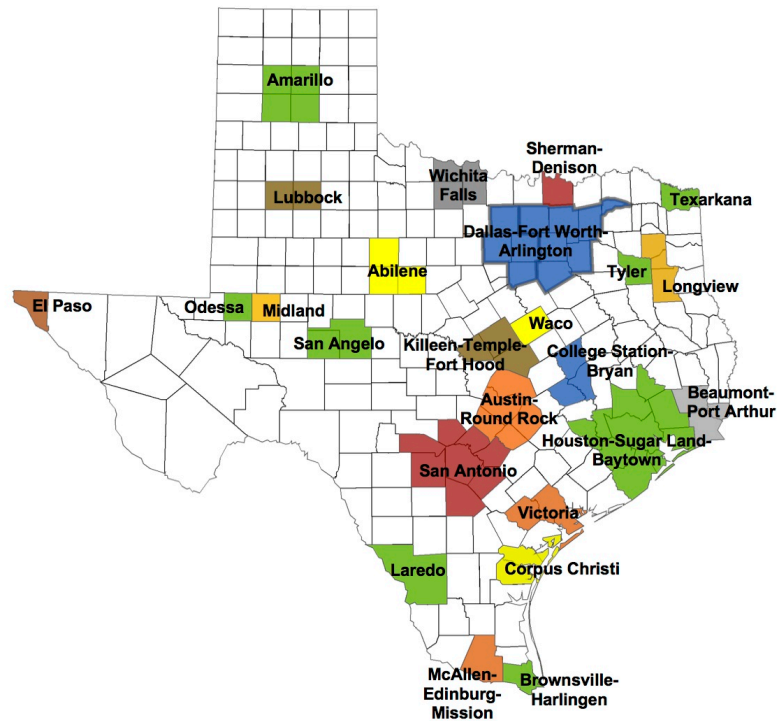 Amarillo
Sherman-
Denison
Wichita
Falls
Texarkana
Lubbock
Dallas-Fort Worth-
Arlington
Abilene
Tyler
Longview
El Paso
Odessa
Midland
Waco
San Angelo
Killeen-Temple-
Fort Hood
College Station-
Bryan
Beaumont-
Port Arthur
Austin-
Round Rock
Houston-Sugar Land-
Baytown
San Antonio
Victoria
Laredo
Corpus Christi
McAllen-
Edinburg-
Mission
Brownsville-
Harlingen